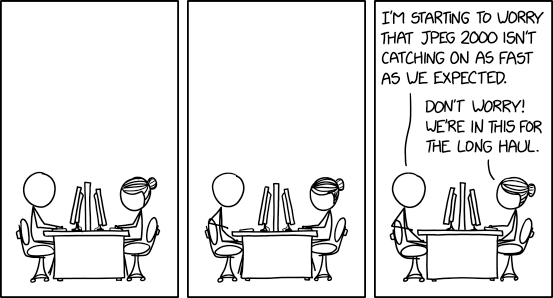 I'M STARTING TO WORRY
THAT JPEG 2000 ISN'T
CATCHING ON AS FAST
AS WE EXPECTED.
DON'T WORRY!
WE'RE IN THIS FOR
THE LONG HAUL.